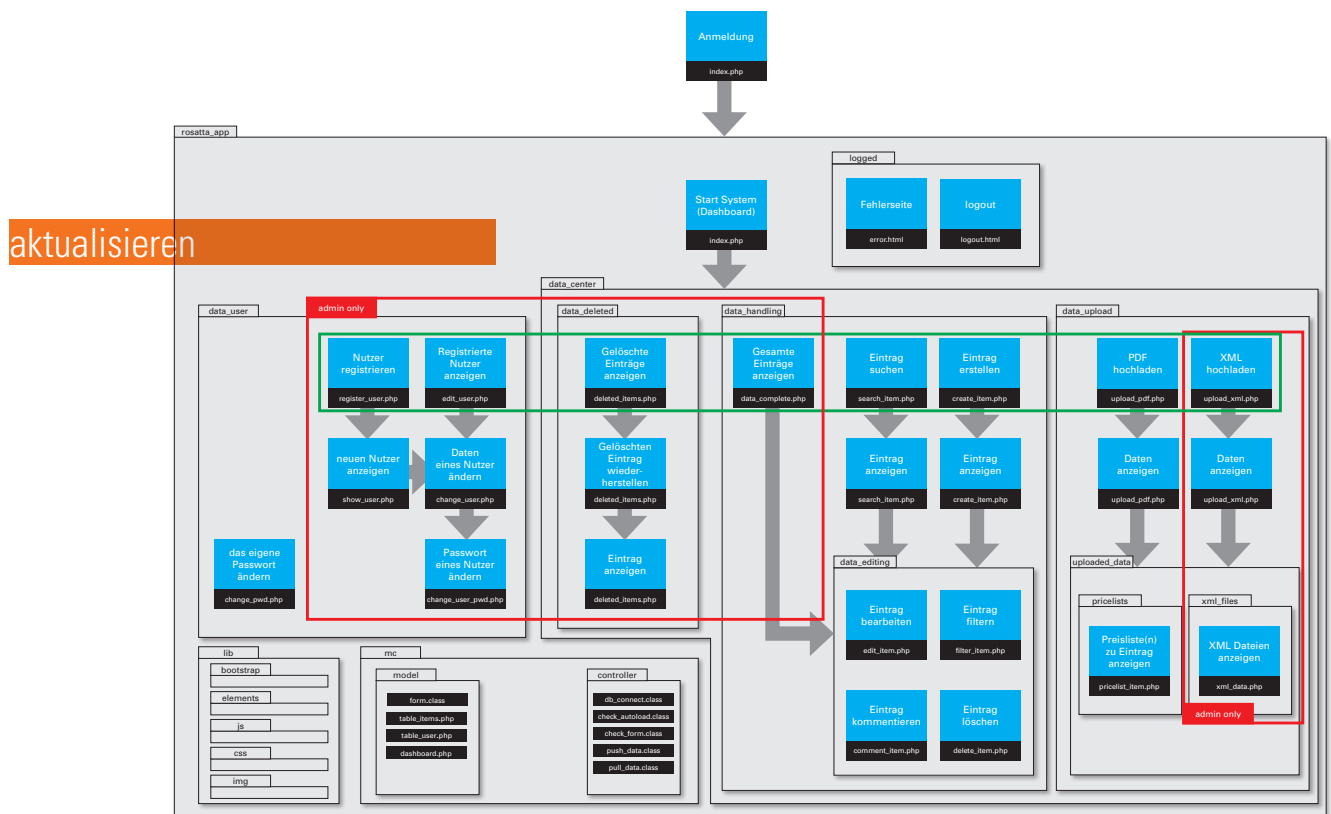 Anmeldung
index.php
rosatta_app
logged
Fehlerseite
error.html
logout
logout.html
Start System
(Dashboard)
index.php
aktualisieren
data_center
data_user
admin only
data_deleted
data_handling
data_upload
Nutzer
registrieren
register_user.php
Registrierte
Nutzer
anzeigen
edit_user.php
Gelöschte
Einträge
anzeigen
deleted_items.php
Gesamte
Einträge
anzeigen
data_complete.php
Eintrag
suchen
search_item.php
Eintrag
erstellen
create_item.php
PDF
hochladen
upload_pdf.php
XML
hochladen
upload_xml.php
neuen Nutzer
anzeigen
show_user.php
Daten
eines Nutzer
ändern
change_user.php
Gelöschten
Eintrag
wieder-
herstellen
deleted_items.php
Eintrag
anzeigen
search_item.php
Eintrag
anzeigen
create_item.php
Daten
anzeigen
upload_pdf.php
Daten
anzeigen
upload_xml.php
das eigene
Passwort
ändern
change_pwd.php
Passwort
eines Nutzer
ändern
change_user_pwd.php
Eintrag
anzeigen
deleted_items.php
data_editing
Eintrag
bearbeiten
edit_item.php
Eintrag
filtern
filter_item.php
Eintrag
kommentieren
comment_item.php
Eintrag
löschen
delete_item.php
uploaded_data
pricelists
Preisliste(n)
zu Eintrag
anzeigen
pricelist_item.php
xml_files
XML Dateien
anzeigen
xml_data.php
admin only
lib
bootstrap
elements
js
css
img
mc
model
form.class
table_items.php
table_user.php
dashboard.php
controller
db_connect.class
check_autoload.class
check_form.class
push_data.class
pull_data.class